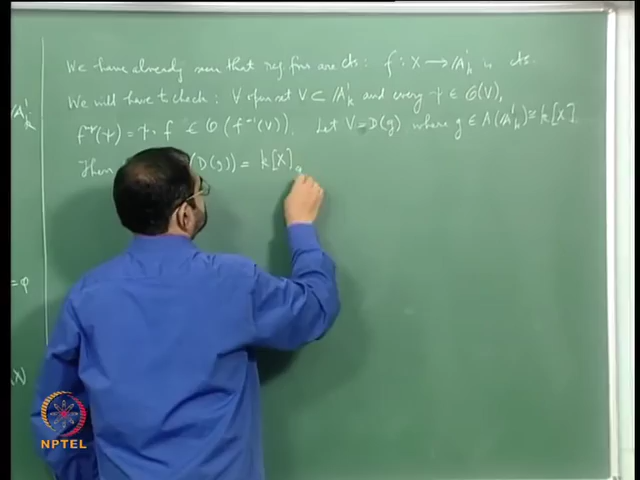 We have already seen that reg fns are cts: f : X → 𝔸¹ₖ is cts.
We will have to check: ∀ open set V ⊂ 𝔸¹ₖ and every ψ ∈ O(V),
f*(ψ) = ψ ∘ f ∈ O(f⁻¹(V)). Let V = D(g) where g ∈ A(𝔸¹ₖ) ≅ k[X].
Then (D(g)) = k[X]g
𝔸¹ₖ
= φ
X)
NPTEL